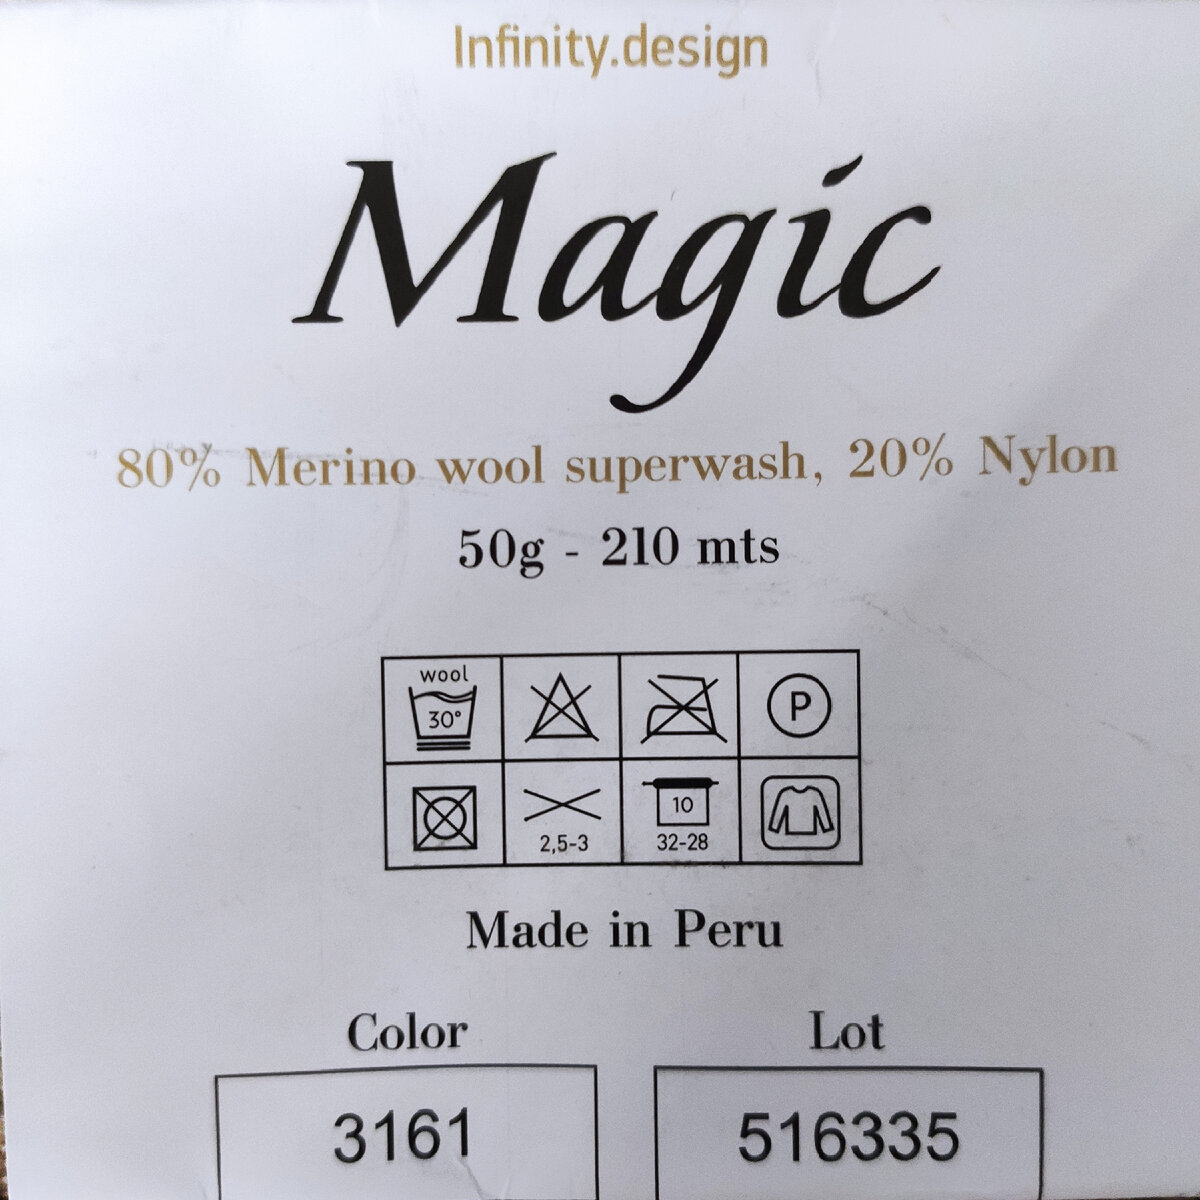 Infinity.design
Magic
80% Merino wool superwash, 20% Nylon
50g - 210 mts
wool
30°
P
2,5-3
10
32-28
Made in Peru
Color
Lot
3161
516335